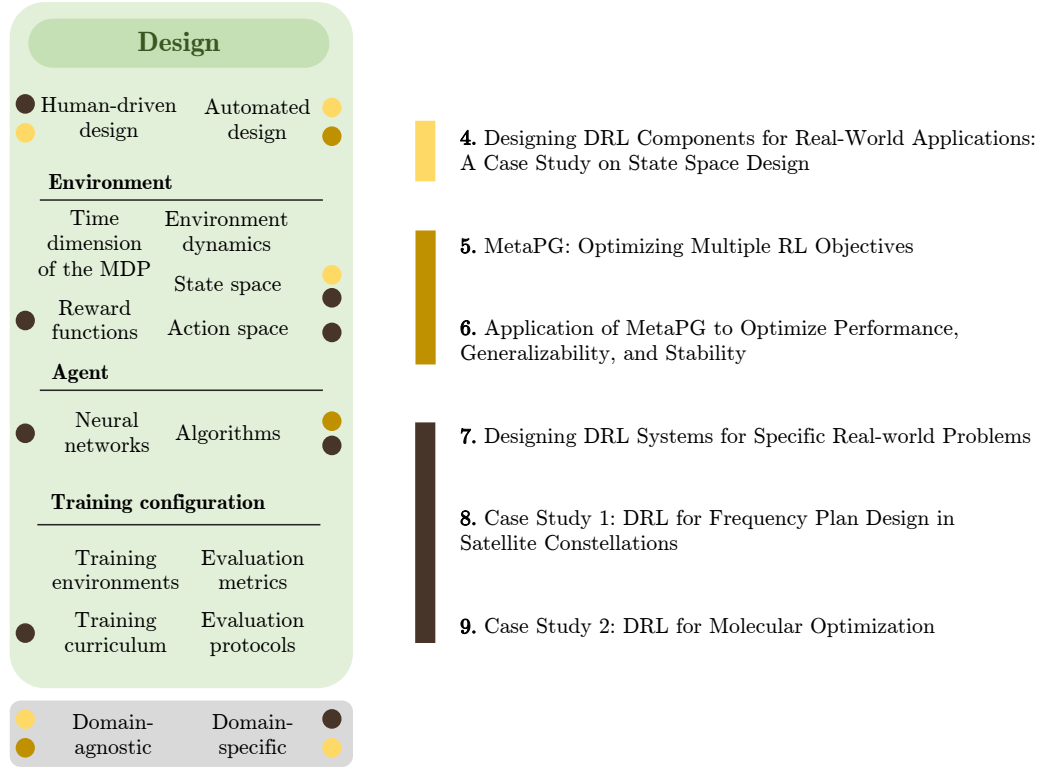 Design
Human-driven
design
Automated
design
Environment
Time
dimension
of the MDP
Environment
dynamics
State space
Reward
functions
Action space
Agent
Neural
networks
Algorithms
Training configuration
Training
environments
Evaluation
metrics
Training
curriculum
Evaluation
protocols
Domain-
agnostic
Domain-
specific
4. Designing DRL Components for Real-World Applications:
A Case Study on State Space Design
5. MetaPG: Optimizing Multiple RL Objectives
6. Application of MetaPG to Optimize Performance,
Generalizability, and Stability
7. Designing DRL Systems for Specific Real-world Problems
8. Case Study 1: DRL for Frequency Plan Design in
Satellite Constellations
9. Case Study 2: DRL for Molecular Optimization